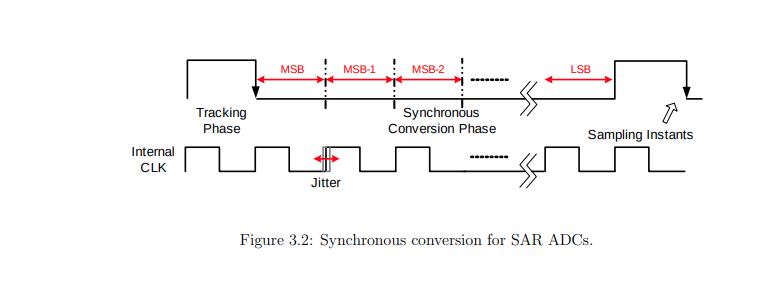 MSB
MSB-1
MSB-2
LSB
Tracking
Phase
Synchronous
Conversion Phase
Sampling Instants
Internal
CLK
Jitter
Figure 3.2: Synchronous conversion for SAR ADCs.